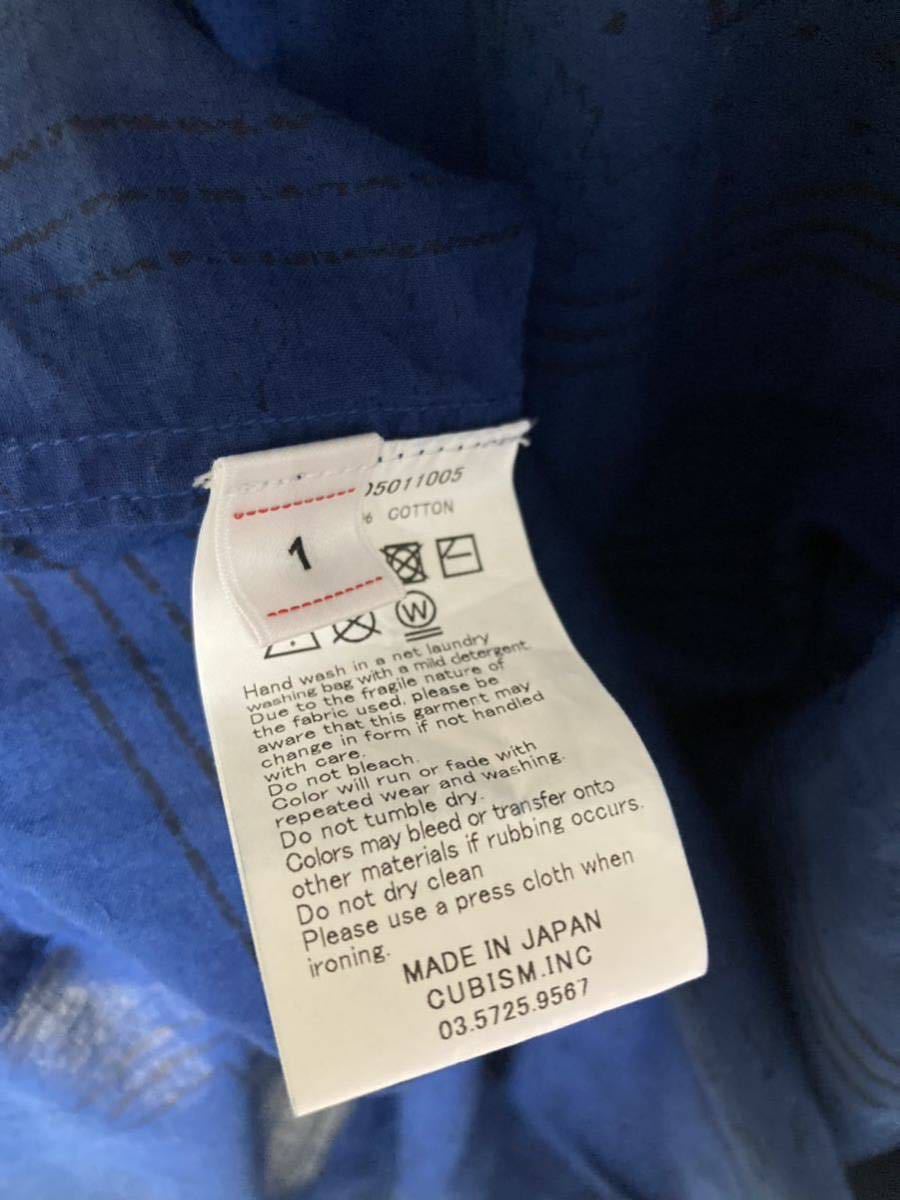 1
05011005
% COTTON
W
Hand wash in a net laundry
washing bag with a mild detergent.
Due to the fragile nature of
the fabric used, please be
aware that this garment may
change in form if not handled
with care.
Do not bleach.
Color will run or fade with
repeated wear and washing.
Do not tumble dry.
Colors may bleed or transfer onto
other materials if rubbing occurs.
Do not dry clean
Please use a press cloth when
ironing.
MADE IN JAPAN
CUBISM.INC
03.5725.9567